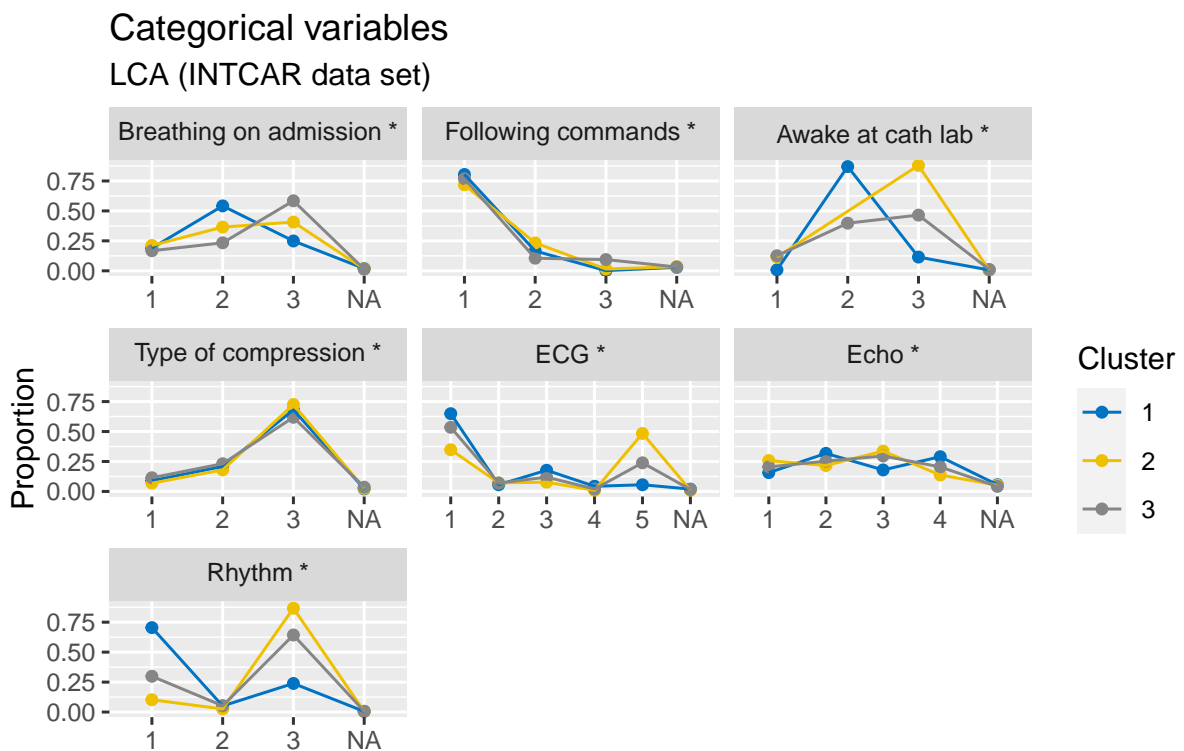 Categorical variables
LCA (INTCAR data set)
Breathing on admission *
Following commands *
Awake at cath lab *
0.75
0.50
0.25
0.00
1 2 3 NA
1 2 3 NA
1 2 3 NA
Type of compression *
ECG *
Echo *
0.75
0.50
0.25
0.00
1 2 3 NA
1 2 3 4 5 NA
1 2 3 4 NA
Rhythm *
0.75
0.50
0.25
0.00
1 2 3 NA
Proportion
Cluster
1
2
3